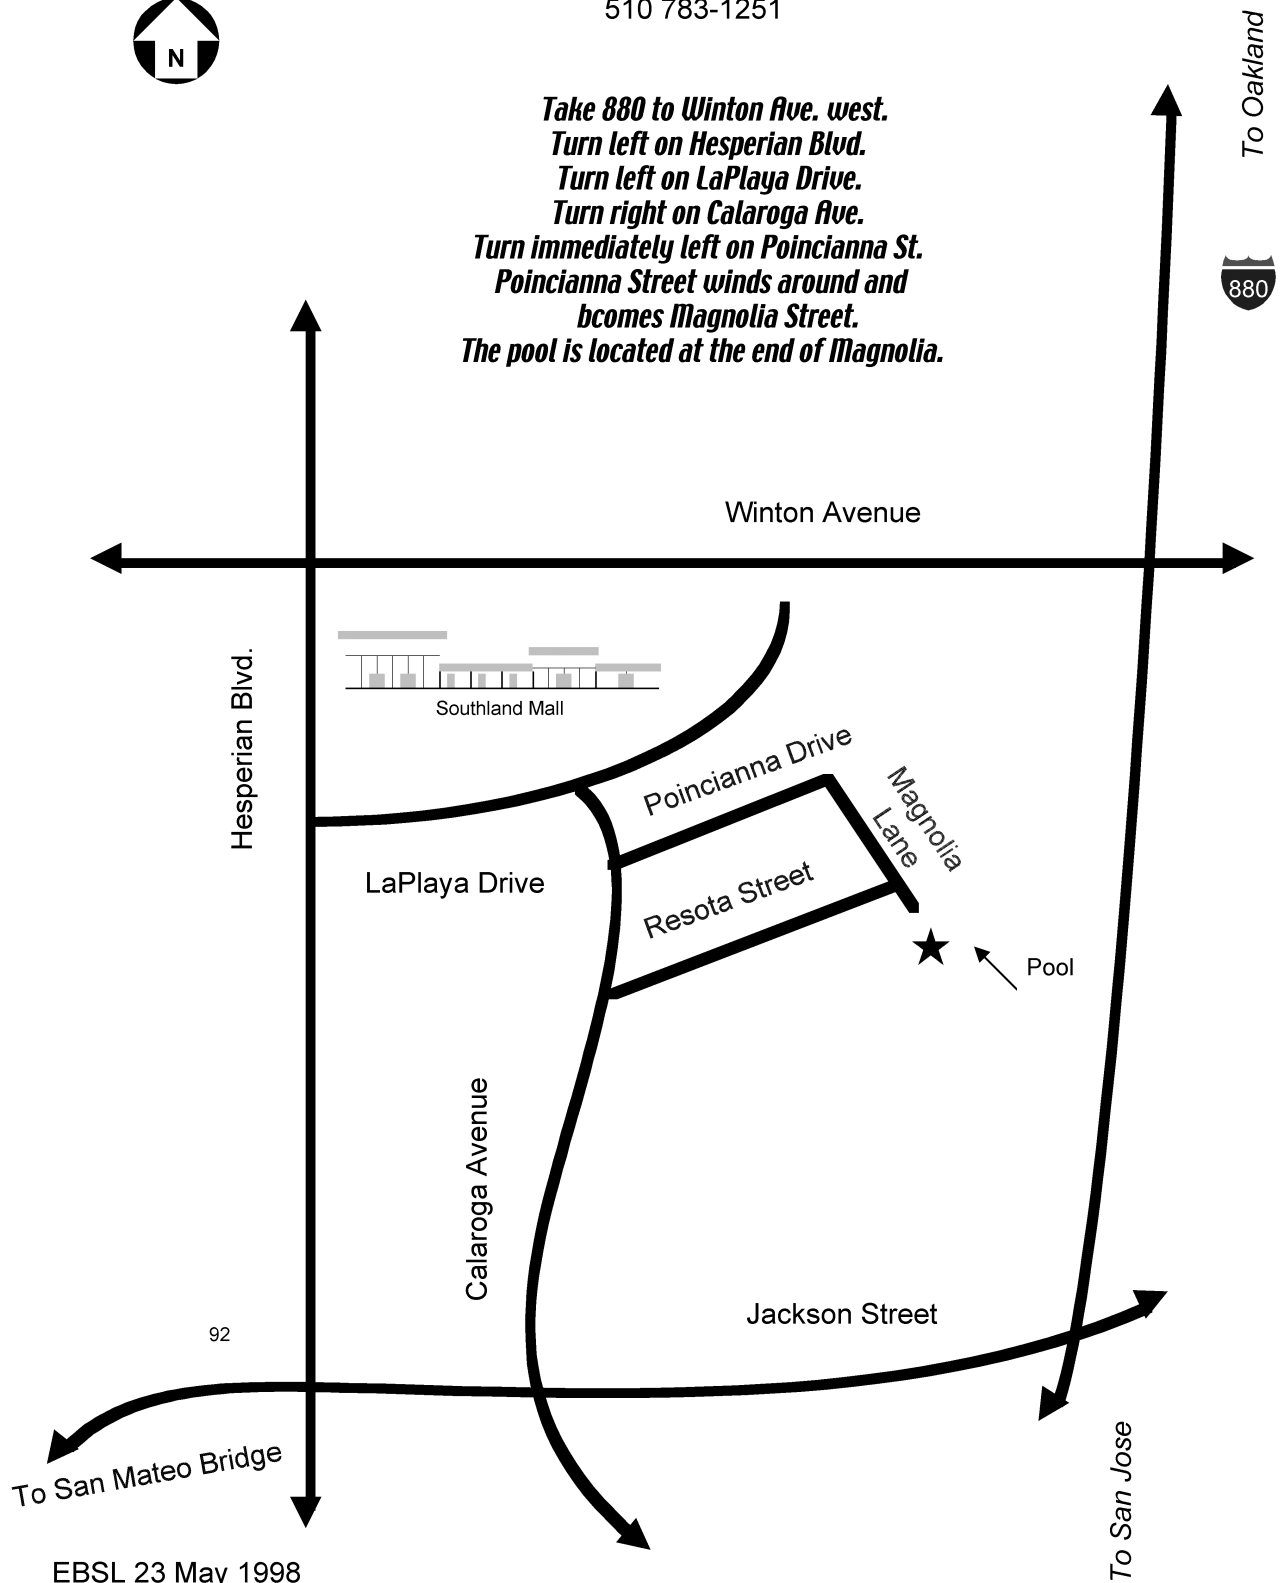 510 783-1251
N
To Oakland
Take 880 to Winton Ave. west.
Turn left on Hesperian Blvd.
Turn left on LaPlaya Drive.
Turn right on Calaroga Ave.
Turn immediately left on Poincianna St.
Poincianna Street winds around and
bcomes Magnolia Street.
The pool is located at the end of Magnolia.
880
Winton Avenue
Hesperian Blvd.
Southland Mall
Poincianna Drive
Magnolia
Lane
LaPlaya Drive
Resota Street
Pool
Calaroga Avenue
Jackson Street
92
To San Mateo Bridge
To San Jose
EBSL 23 May 1998